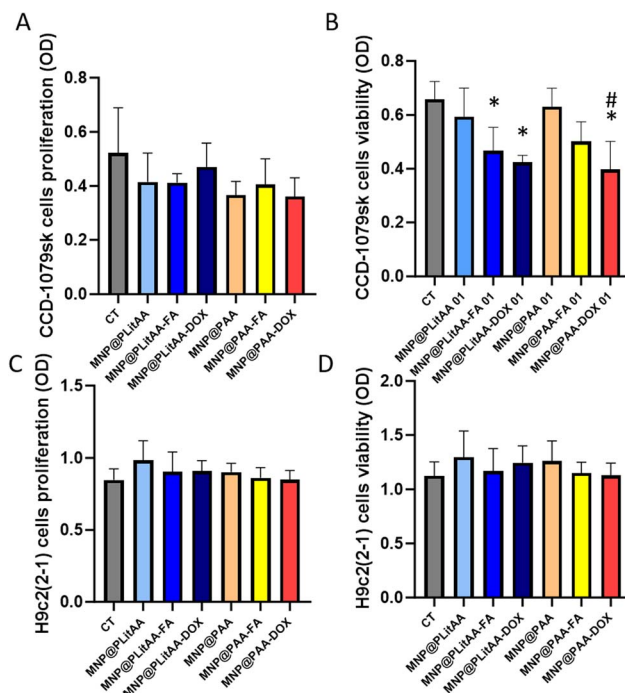 A
CCD-1079sk cells proliferation (OD)
0.8
0.6
0.4
0.2
0.0
CT
MNP@PLitAA
MNP@PLitAA-FA
MNP@PLitAA-DOX
MNP@PAA
MNP@PAA-FA
MNP@PAA-DOX
B
CCD-1079sk cells viability (OD)
0.8
0.6
0.4
0.2
0.0
*
*
#
*
CT
MNP@PLitAA 01
MNP@PLitAA-FA 01
MNP@PLitAA-DOX 01
MNP@PAA 01
MNP@PAA-FA 01
MNP@PAA-DOX 01
C
H9c2(2-1) cells proliferation (OD)
1.5
1.0
0.5
0.0
CT
MNP@PLitAA
MNP@PLitAA-FA
MNP@PLitAA-DOX
MNP@PAA
MNP@PAA-FA
MNP@PAA-DOX
D
H9c2(2-1) cells viability (OD)
2.0
1.5
1.0
0.5
0.0
CT
MNP@PLitAA
MNP@PLitAA-FA
MNP@PLitAA-DOX
MNP@PAA
MNP@PAA-FA
MNP@PAA-DOX